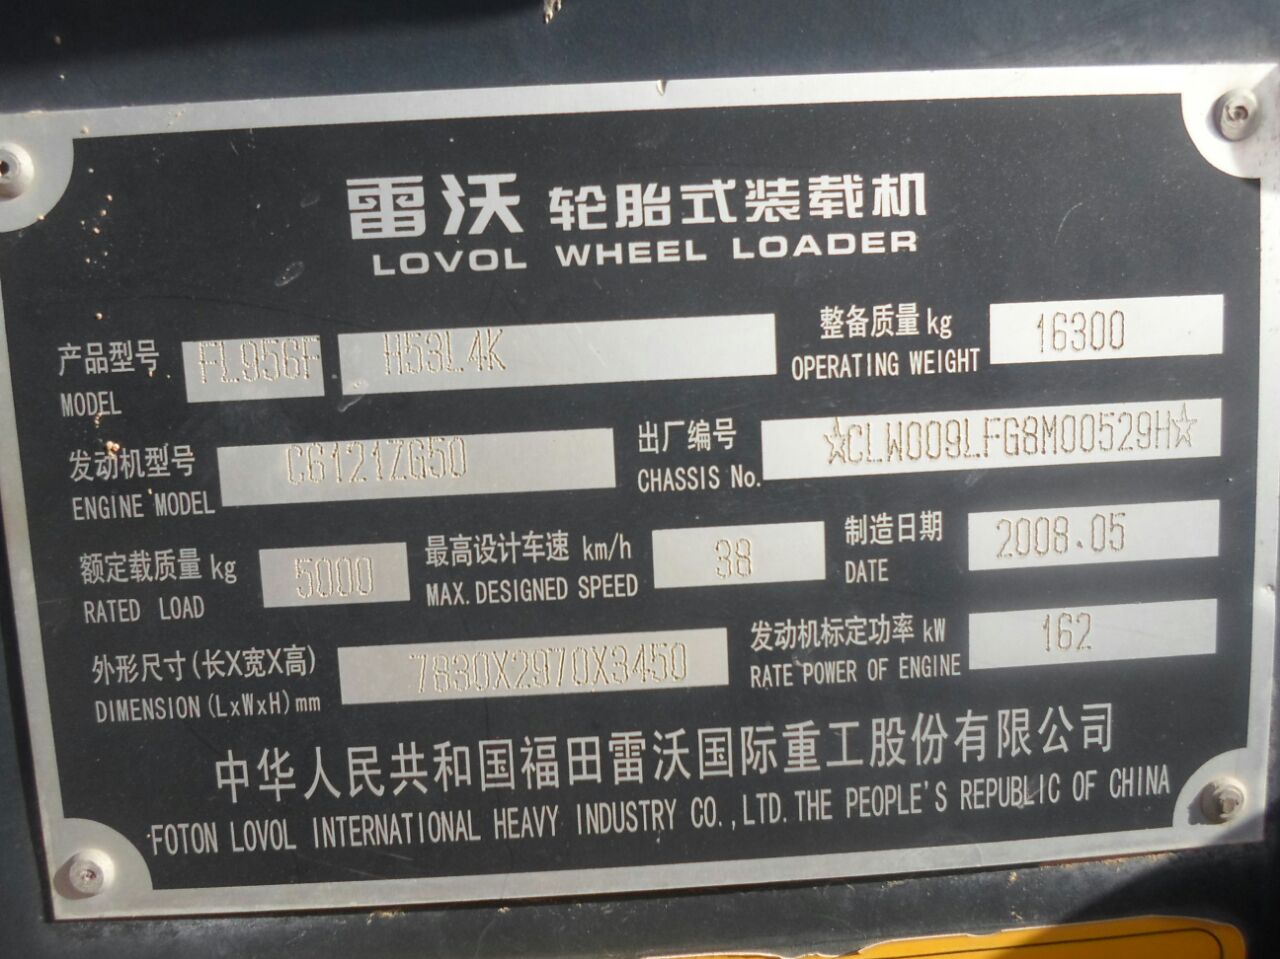 雷沃 轮胎式装载机
LOVOL WHEEL LOADER
产品型号 FL956F H53L4K 整备质量 kg 16300
MODEL OPERATING WEIGHT
发动机型号 C6121ZG50 出厂编号 ☆CLW009LFG8M00529H☆
ENGINE MODEL CHASSIS No.
额定载质量 kg 5000 最高设计车速 km/h 38 制造日期 2008.05
RATED LOAD MAX. DESIGNED SPEED DATE
外形尺寸(长X宽X高) 7830X2970X3450 发动机标定功率 kW 162
DIMENSION(LxWxH)mm RATE POWER OF ENGINE
中华人民共和国福田雷沃国际重工股份有限公司
FOTON LOVOL INTERNATIONAL HEAVY INDUSTRY CO.,LTD. THE PEOPLE'S REPUBLIC OF CHINA